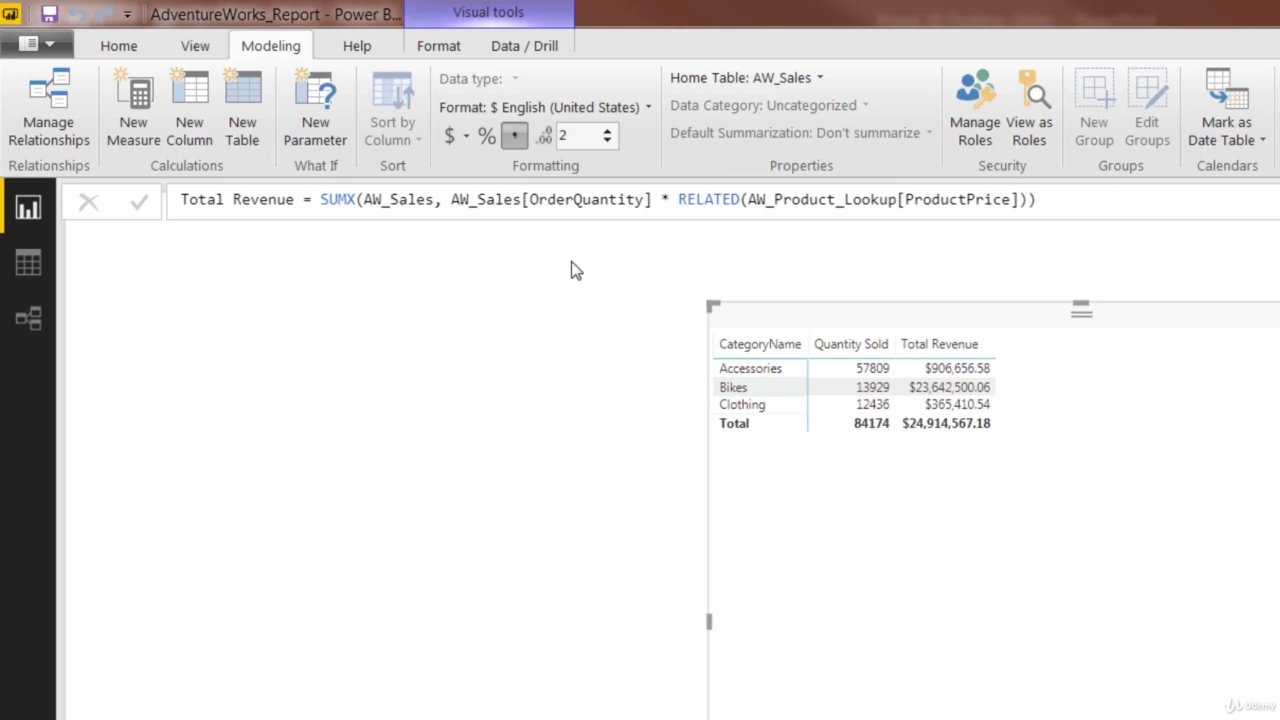 AdventureWorks_Report - Power B...
Visual tools
Home View Modeling Help Format Data / Drill
Manage Relationships
New Measure
New Column
New Table
New Parameter
Sort by Column
Data type:
Format: $ English (United States)
$ % , .00 2
Home Table: AW_Sales
Data Category: Uncategorized
Default Summarization: Don't summarize
Manage Roles
View as Roles
New Group
Edit Groups
Mark as Date Table
Relationships Calculations What If Sort Formatting Properties Security Groups Calendars
Total Revenue = SUMX(AW_Sales, AW_Sales[OrderQuantity] * RELATED(AW_Product_Lookup[ProductPrice]))
CategoryName Quantity Sold Total Revenue
Accessories 57809 $906,656.58
Bikes 13929 $23,642,500.06
Clothing 12436 $365,410.54
Total 84174 $24,914,567.18
Udemy